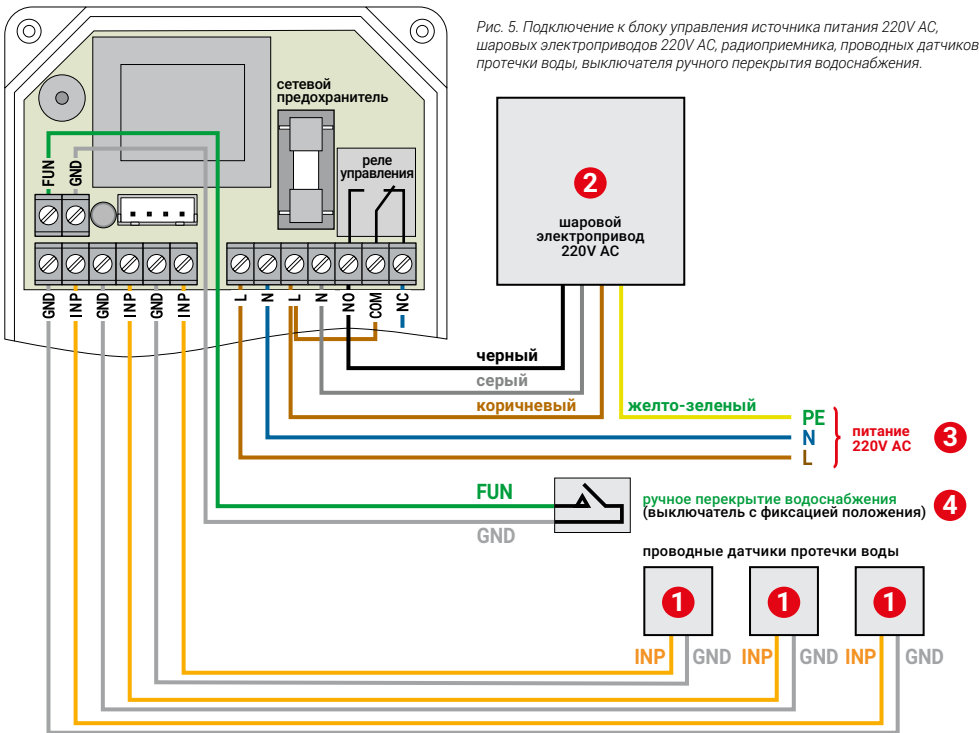 Рис. 5. Подключение к блоку управления источника питания 220V AC,
шаровых электроприводов 220V AC, радиоприемника, проводных датчиков
протечки воды, выключателя ручного перекрытия водоснабжения.
сетевой
предохранитель
реле
управления
FUN
GND
2
шаровой
электропривод
220V AC
GND
INP
GND
INP
GND
INP
L
N
L
N
NO
COM
NC
черный
серый
коричневый
желто-зеленый
PE
N
L
питание
220V AC
3
FUN
GND
ручное перекрытие водоснабжения
(выключатель с фиксацией положения)
4
проводные датчики протечки воды
1
1
1
INP
GND
INP
GND
INP
GND